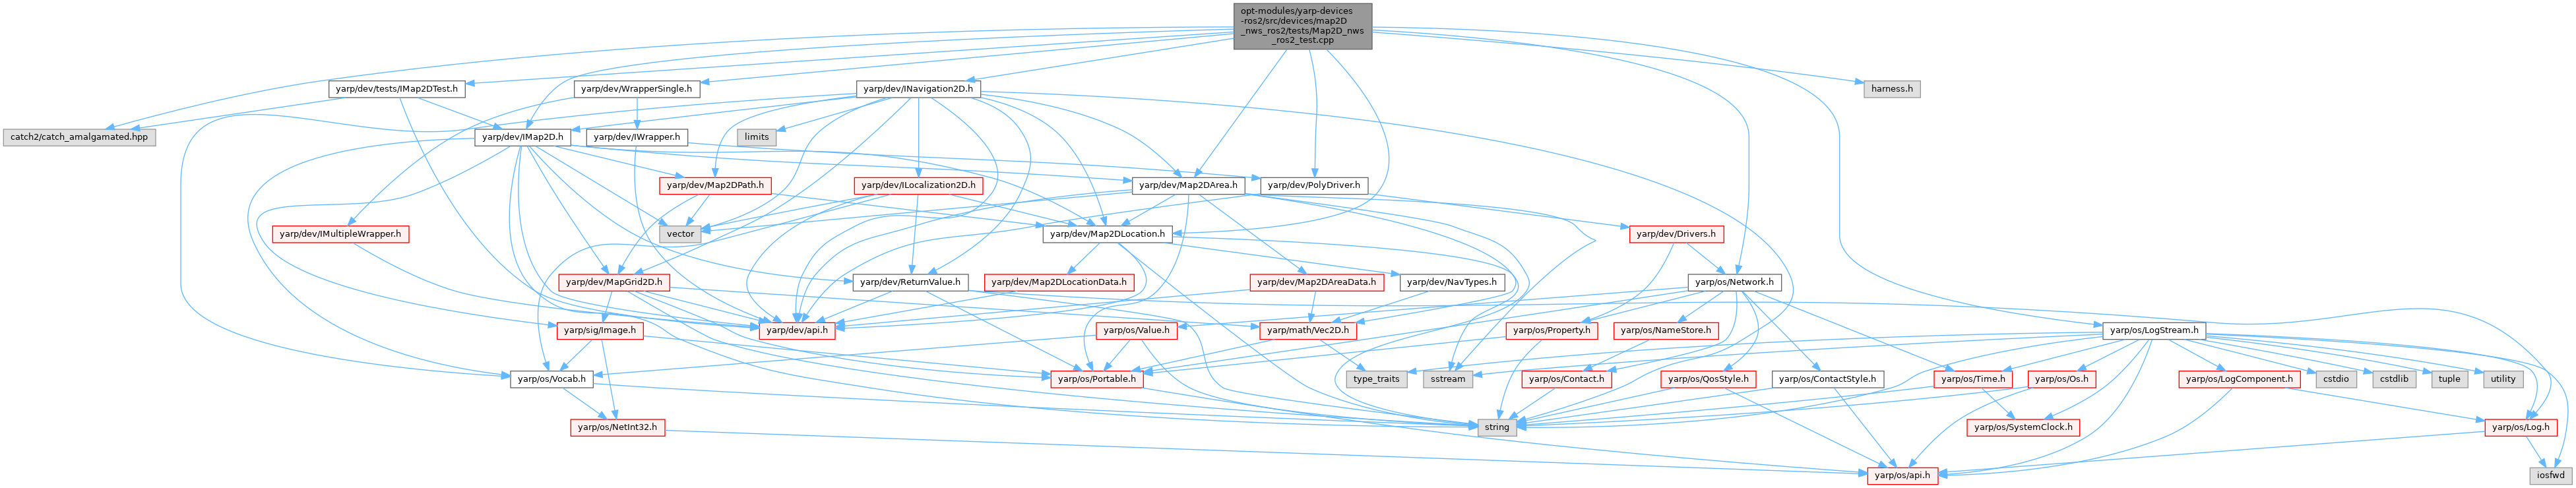 opt-modules/yarp-devices
-ros2/src/devices/map2D
_nws_ros2/tests/Map2D_nws
_ros2_test.cpp
yarp/dev/tests/IMap2DTest.h
yarp/dev/WrapperSingle.h
yarp/dev/INavigation2D.h
harness.h
catch2/catch_amalgamated.hpp
yarp/dev/IMap2D.h
yarp/dev/IWrapper.h
limits
yarp/dev/Map2DPath.h
yarp/dev/ILocalization2D.h
yarp/dev/Map2DArea.h
yarp/dev/PolyDriver.h
yarp/dev/IMultipleWrapper.h
vector
yarp/dev/Map2DLocation.h
yarp/dev/Drivers.h
yarp/dev/MapGrid2D.h
yarp/dev/ReturnValue.h
yarp/dev/Map2DLocationData.h
yarp/dev/Map2DAreaData.h
yarp/dev/NavTypes.h
yarp/os/Network.h
yarp/sig/Image.h
yarp/dev/api.h
yarp/os/Value.h
yarp/math/Vec2D.h
yarp/os/Property.h
yarp/os/NameStore.h
yarp/os/LogStream.h
yarp/os/Vocab.h
yarp/os/Portable.h
type_traits
sstream
yarp/os/Contact.h
yarp/os/QosStyle.h
yarp/os/ContactStyle.h
yarp/os/Time.h
yarp/os/Os.h
yarp/os/LogComponent.h
cstdio
cstdlib
tuple
utility
yarp/os/NetInt32.h
string
yarp/os/SystemClock.h
yarp/os/Log.h
yarp/os/api.h
iosfwd